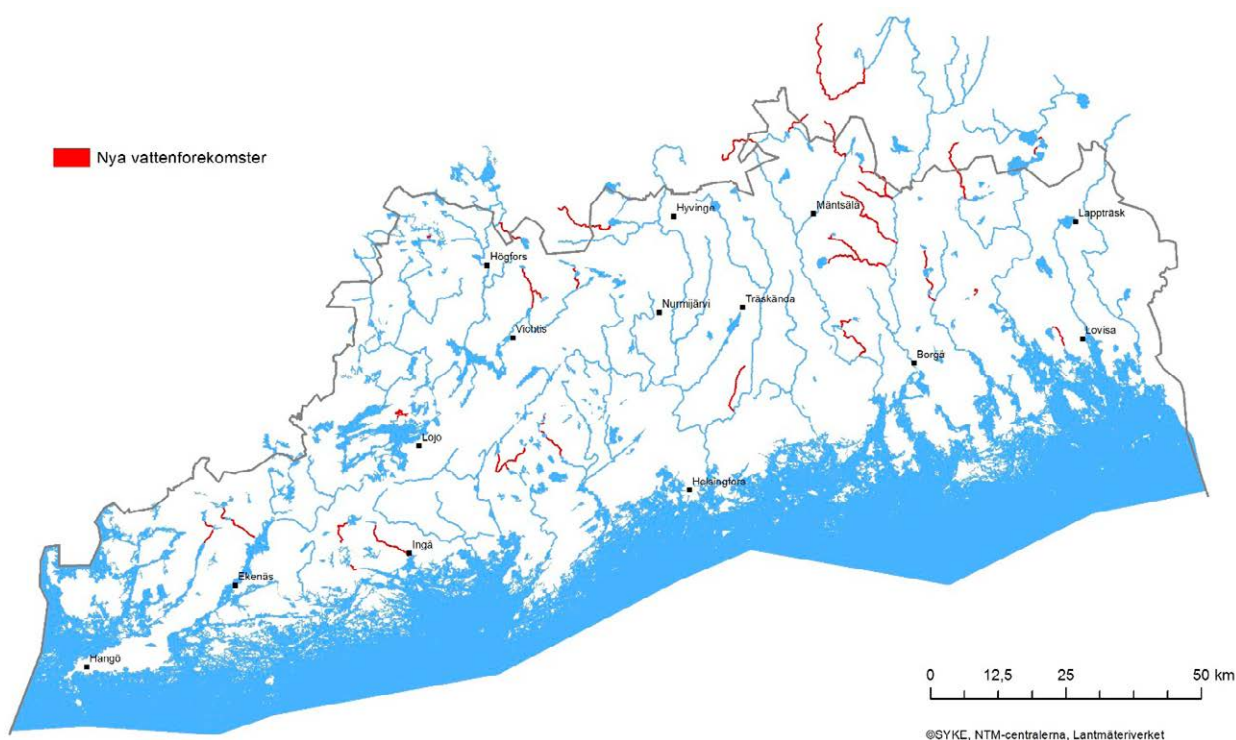 Nya vattenforekomster
Hyvinge
Mäntsälä
Lappträsk
Högfors
Nurmijärvi
Träskända
Vichtis
Lovisa
Borgå
Lojo
Helsingfors
Ingå
Ekenäs
Hangö
0 12,5 25 50 km
©SYKE, NTM-centralerna, Lantmäteriverket